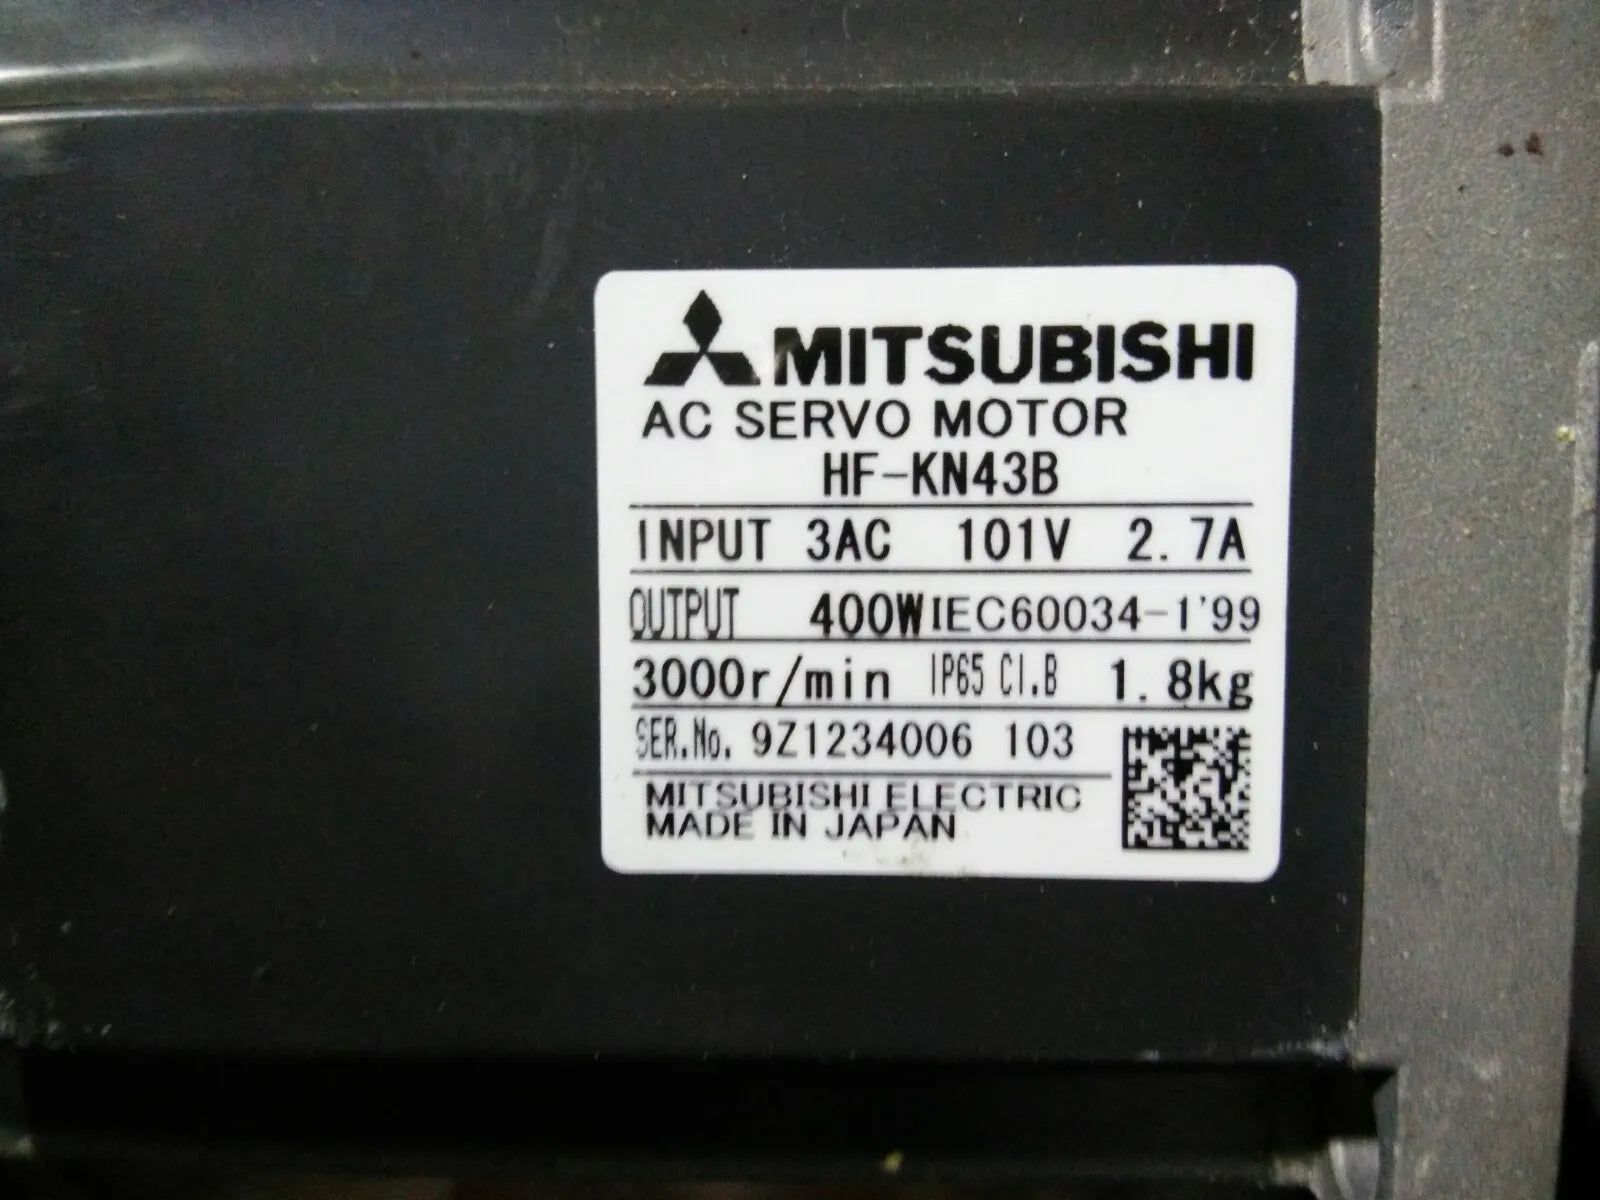 MITSUBISHI
AC SERVO MOTOR
HF-KN43B
INPUT 3AC 101V 2.7A
OUTPUT 400W IEC60034-1'99
3000r/min IP65 CI.B 1.8kg
SER.No. 9Z1234006 103
MITSUBISHI ELECTRIC
MADE IN JAPAN